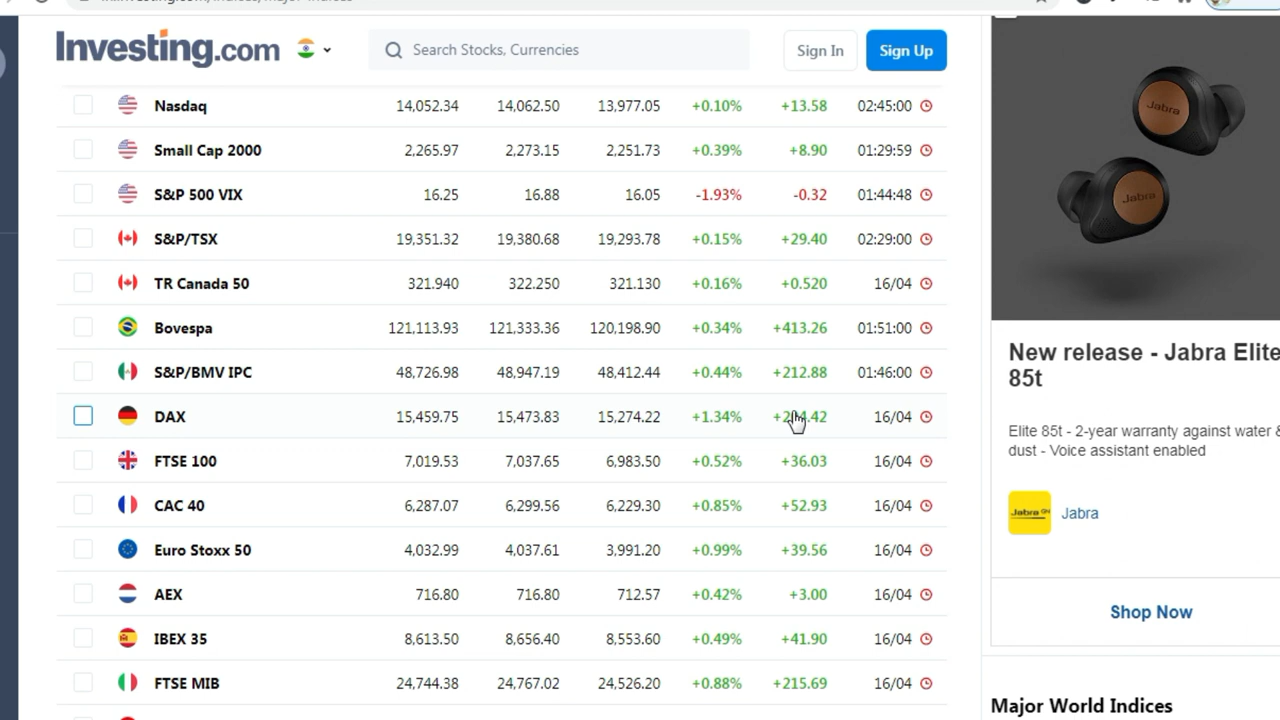 Investing.com
Search Stocks, Currencies
Sign In
Sign Up
Nasdaq 14,052.34 14,062.50 13,977.05 +0.10% +13.58 02:45:00
Small Cap 2000 2,265.97 2,273.15 2,251.73 +0.39% +8.90 01:29:59
S&P 500 VIX 16.25 16.88 16.05 -1.93% -0.32 01:44:48
S&P/TSX 19,351.32 19,380.68 19,293.78 +0.15% +29.40 02:29:00
TR Canada 50 321.940 322.250 321.130 +0.16% +0.520 16/04
Bovespa 121,113.93 121,333.36 120,198.90 +0.34% +413.26 01:51:00
S&P/BMV IPC 48,726.98 48,947.19 48,412.44 +0.44% +212.88 01:46:00
DAX 15,459.75 15,473.83 15,274.22 +1.34% 16/04
FTSE 100 7,019.53 7,037.65 6,983.50 +0.52% +36.03 16/04
CAC 40 6,287.07 6,299.56 6,229.30 +0.85% +52.93 16/04
Euro Stoxx 50 4,032.99 4,037.61 3,991.20 +0.99% +39.56 16/04
AEX 716.80 716.80 712.57 +0.42% +3.00 16/04
IBEX 35 8,613.50 8,656.40 8,553.60 +0.49% +41.90 16/04
FTSE MIB 24,744.38 24,767.02 24,526.20 +0.88% +215.69 16/04
Jabra
Jabra
New release - Jabra Elite
85t
Elite 85t - 2-year warranty against water &
dust - Voice assistant enabled
Jabra GN
Jabra
Shop Now
Major World Indices